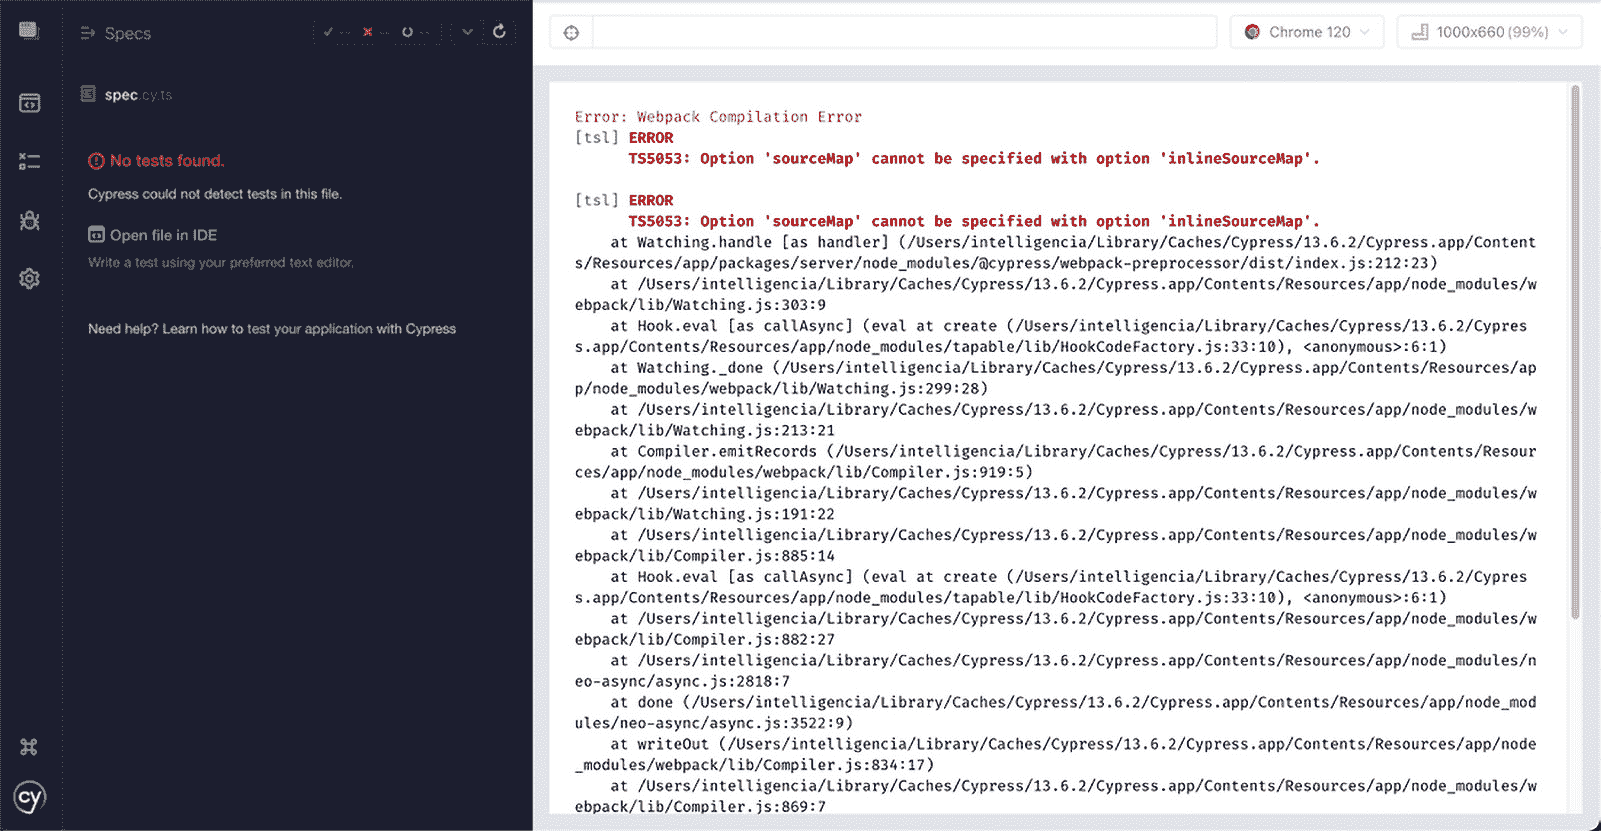 Specs
✓ -- × -- --
spec.cy.ts
No tests found.
Cypress could not detect tests in this file.
Open file in IDE
Write a test using your preferred text editor.
Need help? Learn how to test your application with Cypress
cy
Chrome 120
1000x660 (99%)
Error: Webpack Compilation Error
[tsl] ERROR
TS5053: Option 'sourceMap' cannot be specified with option 'inlineSourceMap'.
[tsl] ERROR
TS5053: Option 'sourceMap' cannot be specified with option 'inlineSourceMap'.
at Watching.handle [as handler] (/Users/intelligencia/Library/Caches/Cypress/13.6.2/Cypress.app/Content
s/Resources/app/packages/server/node_modules/@cypress/webpack-preprocessor/dist/index.js:212:23)
at /Users/intelligencia/Library/Caches/Cypress/13.6.2/Cypress.app/Contents/Resources/app/node_modules/w
ebpack/lib/Watching.js:303:9
at Hook.eval [as callAsync] (eval at create (/Users/intelligencia/Library/Caches/Cypress/13.6.2/Cypres
s.app/Contents/Resources/app/node_modules/tapable/lib/HookCodeFactory.js:33:10), <anonymous>:6:1)
at Watching._done (/Users/intelligencia/Library/Caches/Cypress/13.6.2/Cypress.app/Contents/Resources/ap
p/node_modules/webpack/lib/Watching.js:299:28)
at /Users/intelligencia/Library/Caches/Cypress/13.6.2/Cypress.app/Contents/Resources/app/node_modules/w
ebpack/lib/Watching.js:213:21
at Compiler.emitRecords (/Users/intelligencia/Library/Caches/Cypress/13.6.2/Cypress.app/Contents/Resour
ces/app/node_modules/webpack/lib/Compiler.js:919:5)
at /Users/intelligencia/Library/Caches/Cypress/13.6.2/Cypress.app/Contents/Resources/app/node_modules/w
ebpack/lib/Watching.js:191:22
at /Users/intelligencia/Library/Caches/Cypress/13.6.2/Cypress.app/Contents/Resources/app/node_modules/w
ebpack/lib/Compiler.js:885:14
at Hook.eval [as callAsync] (eval at create (/Users/intelligencia/Library/Caches/Cypress/13.6.2/Cypres
s.app/Contents/Resources/app/node_modules/tapable/lib/HookCodeFactory.js:33:10), <anonymous>:6:1)
at /Users/intelligencia/Library/Caches/Cypress/13.6.2/Cypress.app/Contents/Resources/app/node_modules/w
ebpack/lib/Compiler.js:882:27
at /Users/intelligencia/Library/Caches/Cypress/13.6.2/Cypress.app/Contents/Resources/app/node_modules/n
eo-async/async.js:2818:7
at done (/Users/intelligencia/Library/Caches/Cypress/13.6.2/Cypress.app/Contents/Resources/app/node_mod
ules/neo-async/async.js:3522:9)
at writeOut (/Users/intelligencia/Library/Caches/Cypress/13.6.2/Cypress.app/Contents/Resources/app/node
_modules/webpack/lib/Compiler.js:834:17)
at /Users/intelligencia/Library/Caches/Cypress/13.6.2/Cypress.app/Contents/Resources/app/node_modules/w
ebpack/lib/Compiler.js:869:7